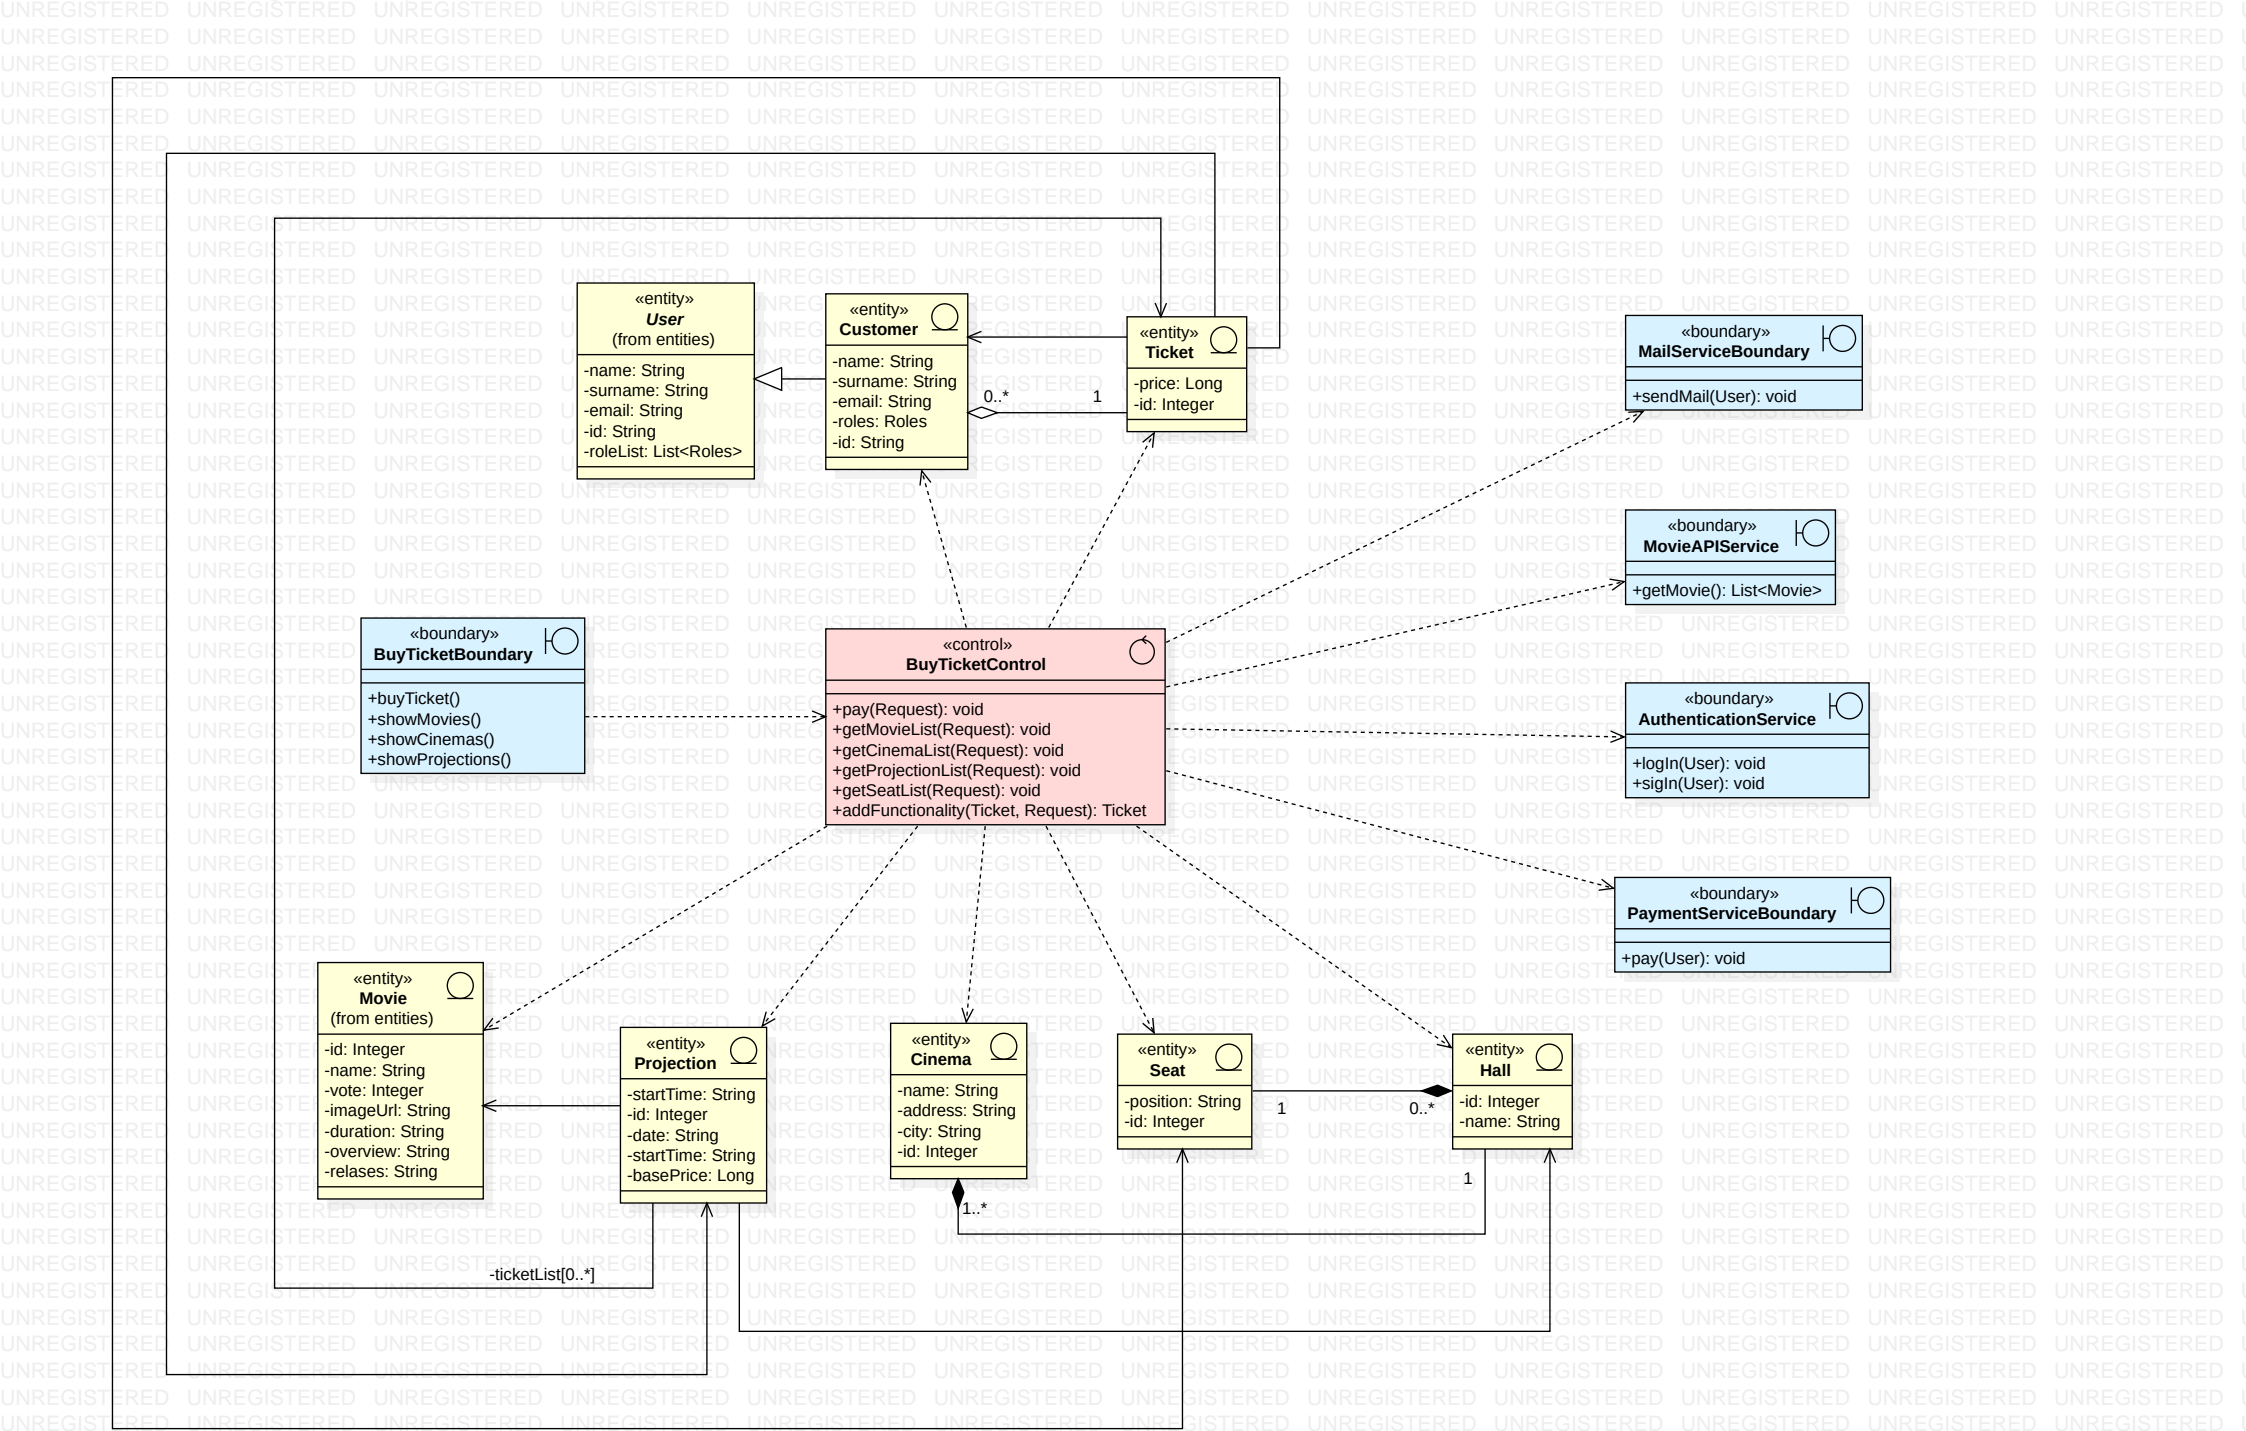 «entity»
User
(from entities)
-name: String
-surname: String
-email: String
-id: String
-roleList: List<Roles>
«entity»
Customer
-name: String
-surname: String
-email: String
-roles: Roles
-id: String
0..*
1
«entity»
Ticket
-price: Long
-id: Integer
«boundary»
MailServiceBoundary
+sendMail(User): void
«boundary»
MovieAPIService
+getMovie(): List<Movie>
«boundary»
BuyTicketBoundary
+buyTicket()
+showMovies()
+showCinemas()
+showProjections()
«control»
BuyTicketControl
+pay(Request): void
+getMovieList(Request): void
+getCinemaList(Request): void
+getProjectionList(Request): void
+getSeatList(Request): void
+addFunctionality(Ticket, Request): Ticket
«boundary»
AuthenticationService
+logIn(User): void
+sigIn(User): void
«boundary»
PaymentServiceBoundary
+pay(User): void
«entity»
Movie
(from entities)
-id: Integer
-name: String
-vote: Integer
-imageUrl: String
-duration: String
-overview: String
-relases: String
«entity»
Projection
-startTime: String
-id: Integer
-date: String
-startTime: String
-basePrice: Long
«entity»
Cinema
-name: String
-address: String
-city: String
-id: Integer
1..*
«entity»
Seat
-position: String
-id: Integer
1
0..*
«entity»
Hall
-id: Integer
-name: String
1
-ticketList[0..*]
UNREGISTERED